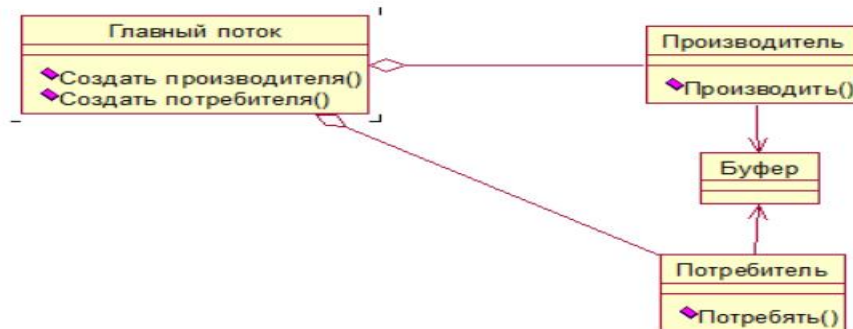 Главный поток
Создать производителя()
Создать потребителя()
Производитель
Производить()
Буфер
Потребитель
Потребять()